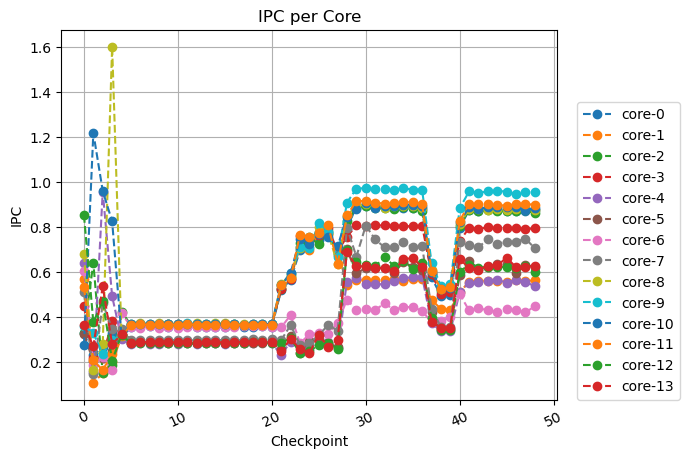 IPC per Core
IPC
1.6
1.4
1.2
1.0
0.8
0.6
0.4
0.2
0
10
20
30
40
50
Checkpoint
core-0
core-1
core-2
core-3
core-4
core-5
core-6
core-7
core-8
core-9
core-10
core-11
core-12
core-13